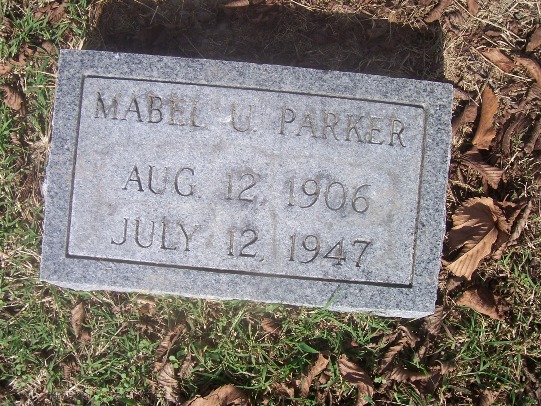 MABEL U. PARKER
AUG. 12, 1906
JULY 12, 1947